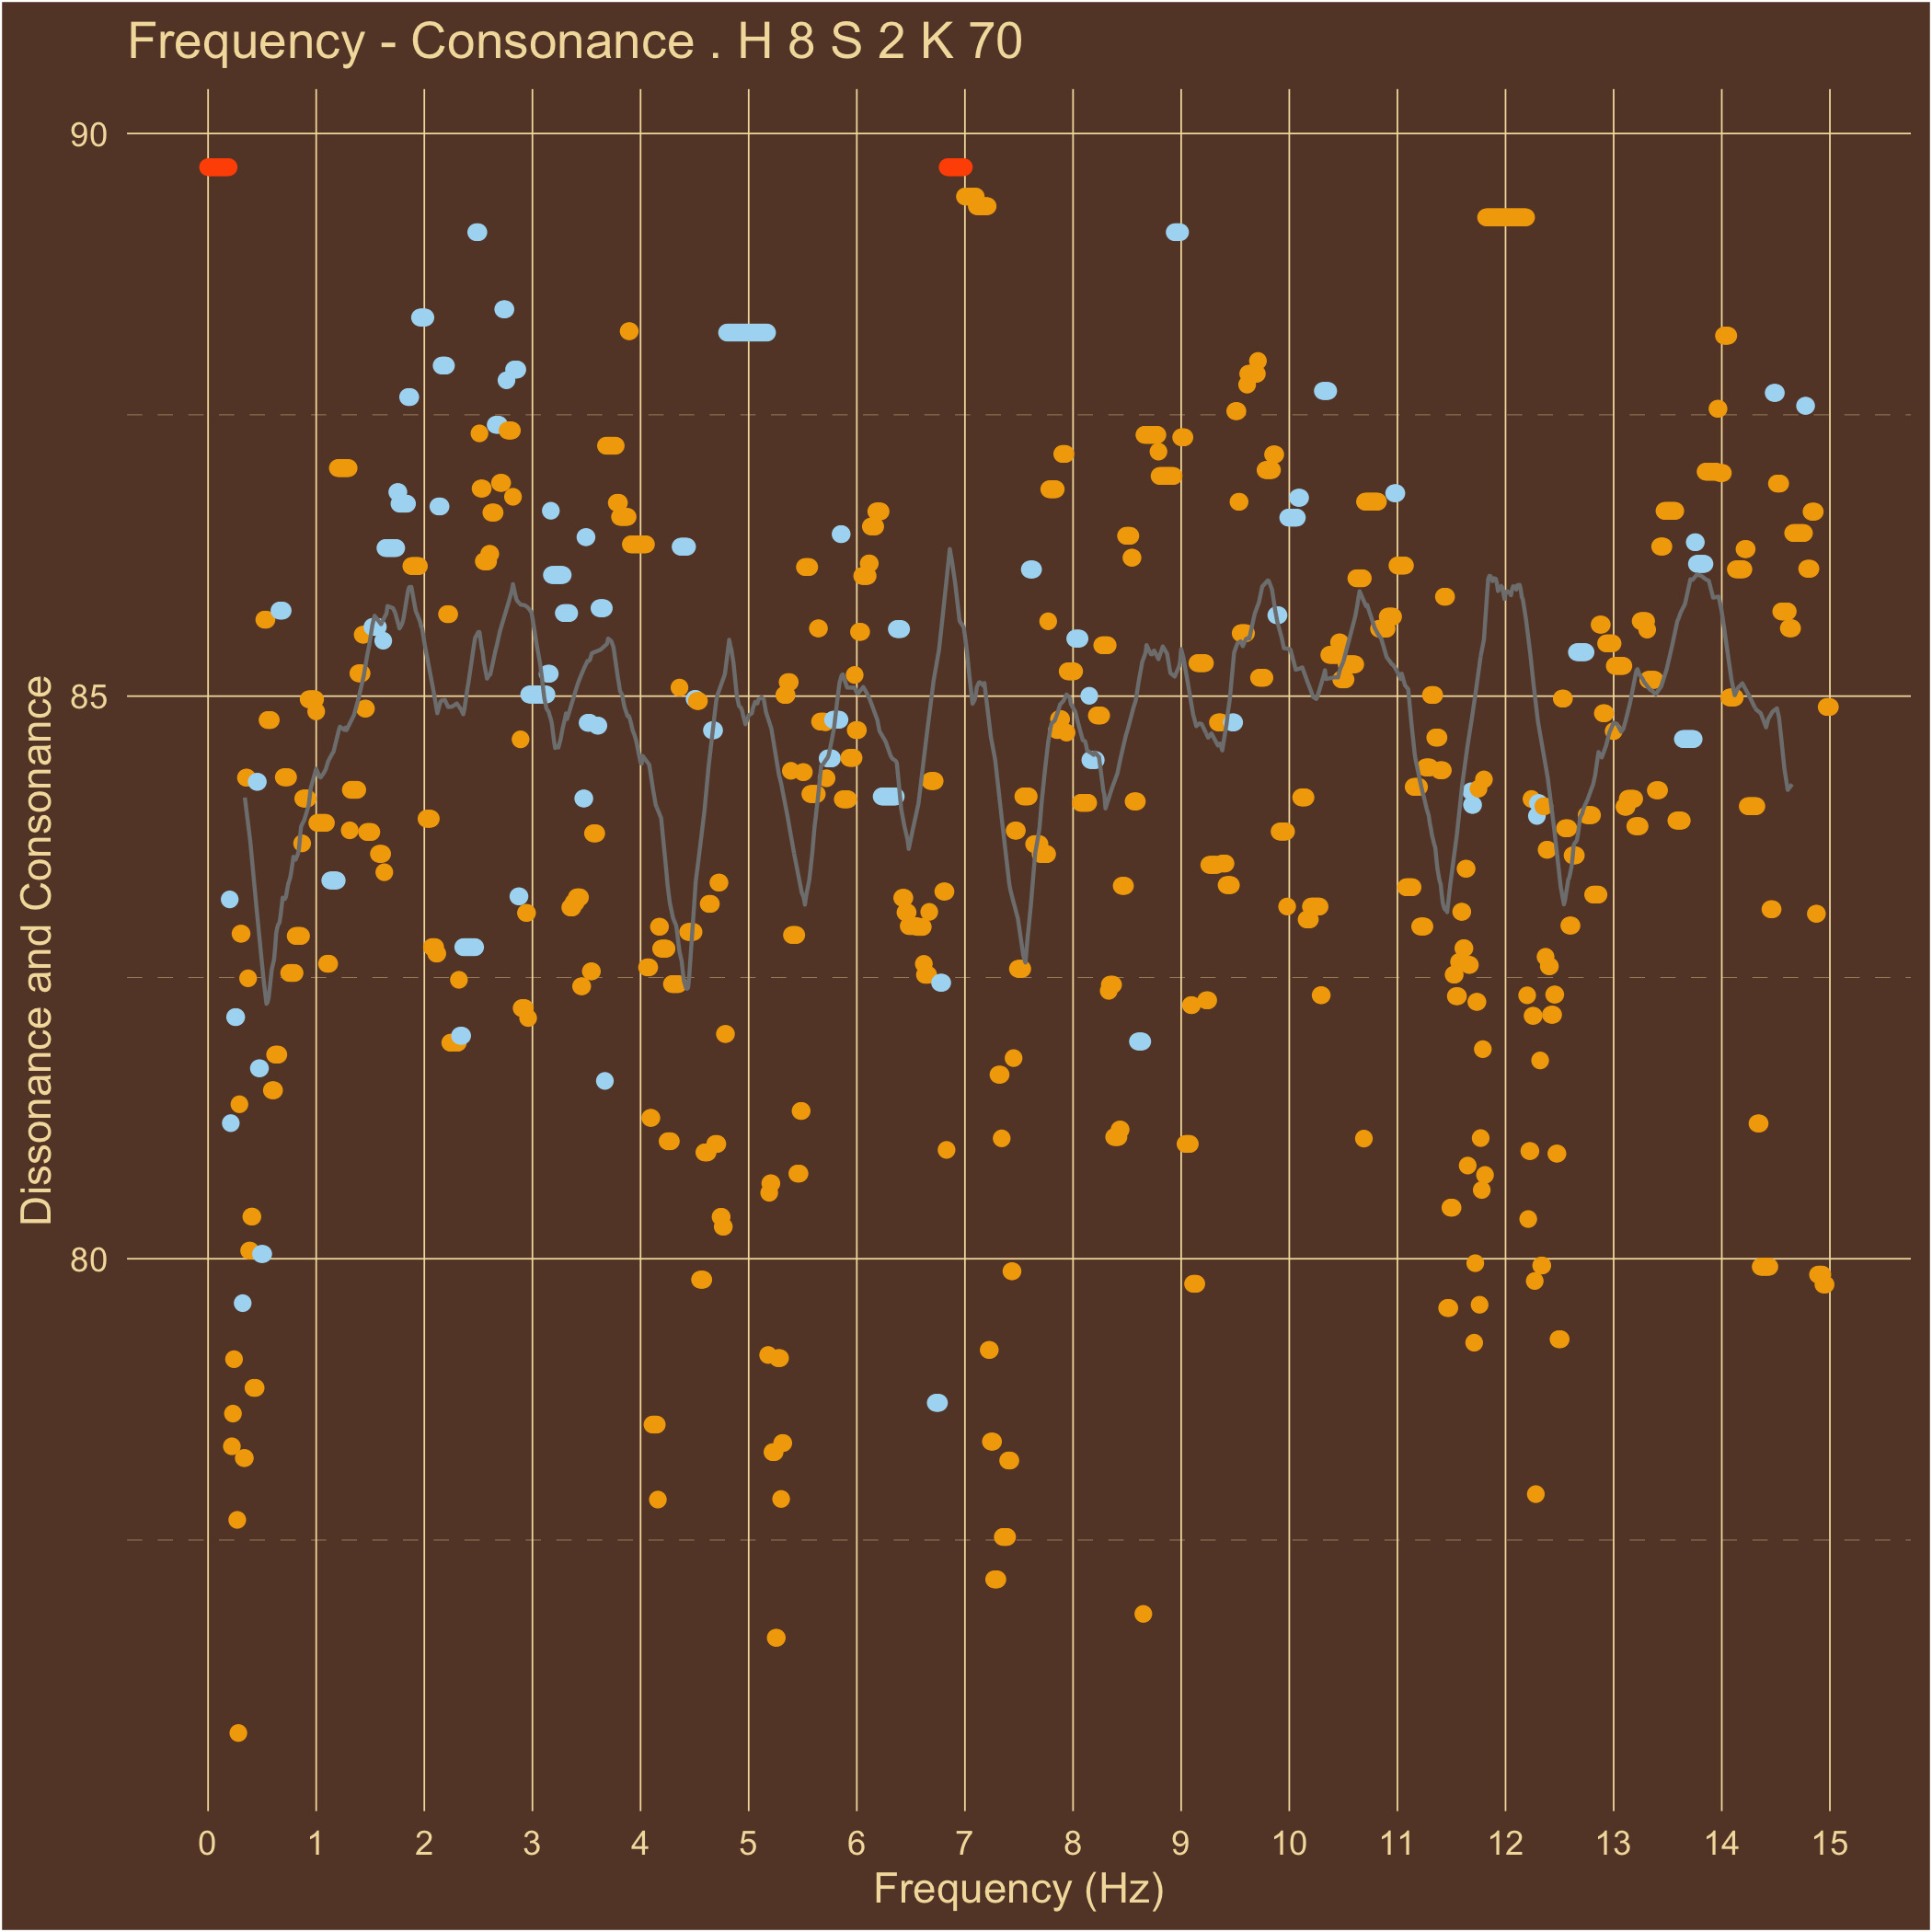 Frequency - Consonance . H 8 S 2 K 70
90
85
80
Dissonance and Consonance
0 1 2 3 4 5 6 7 8 9 10 11 12 13 14 15
Frequency (Hz)